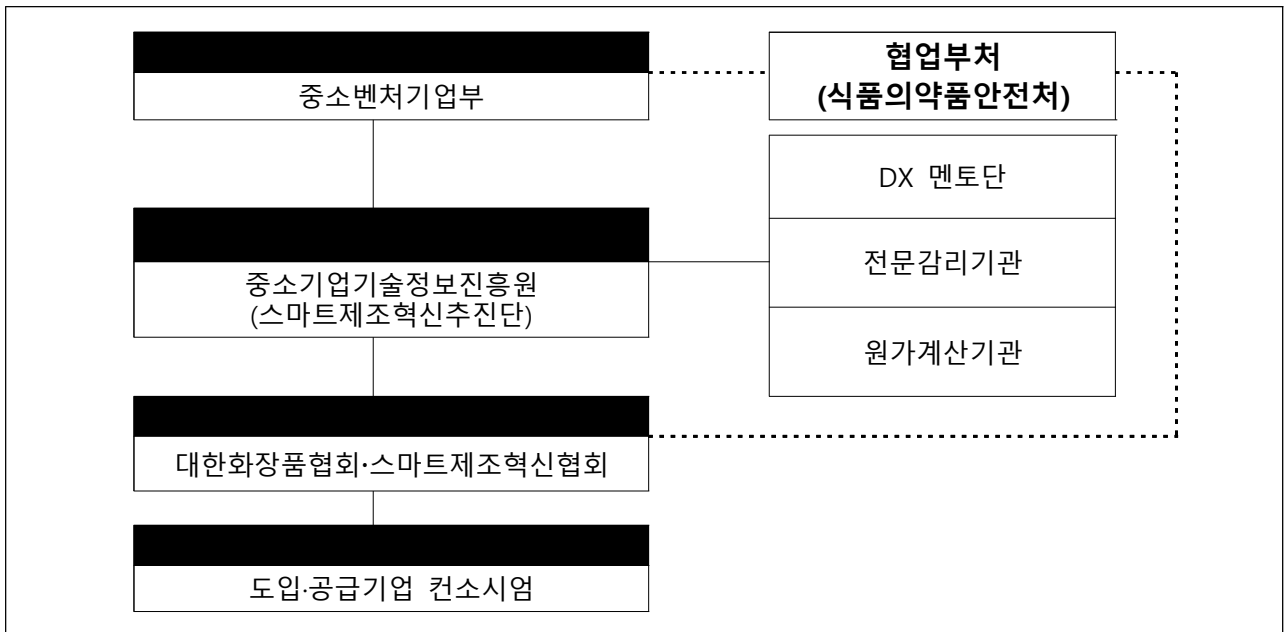 협업부처
(식품의약품안전처)
중소벤처기업부
DX 멘토단
전문감리기관
중소기업기술정보진흥원
(스마트제조혁신추진단)
원가계산기관
대한화장품협회·스마트제조혁신협회
도입·공급기업 컨소시엄